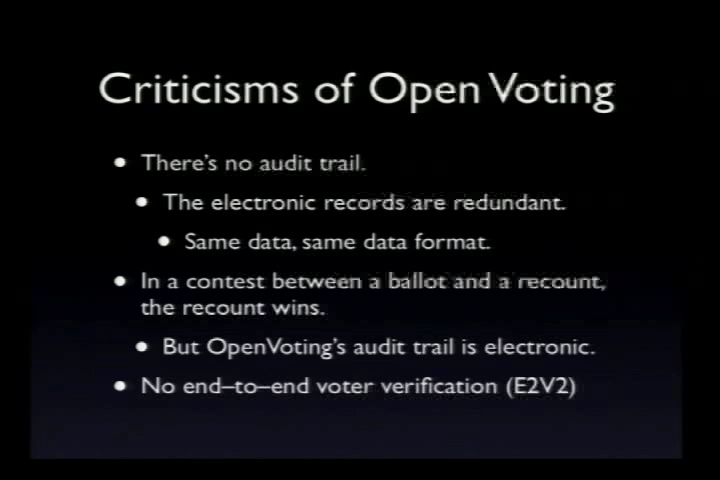 Criticisms of Open Voting
• There's no audit trail.
• The electronic records are redundant.
• Same data, same data format.
• In a contest between a ballot and a recount,
the recount wins.
• But OpenVoting's audit trail is electronic.
• No end–to–end voter verification (E2V2)